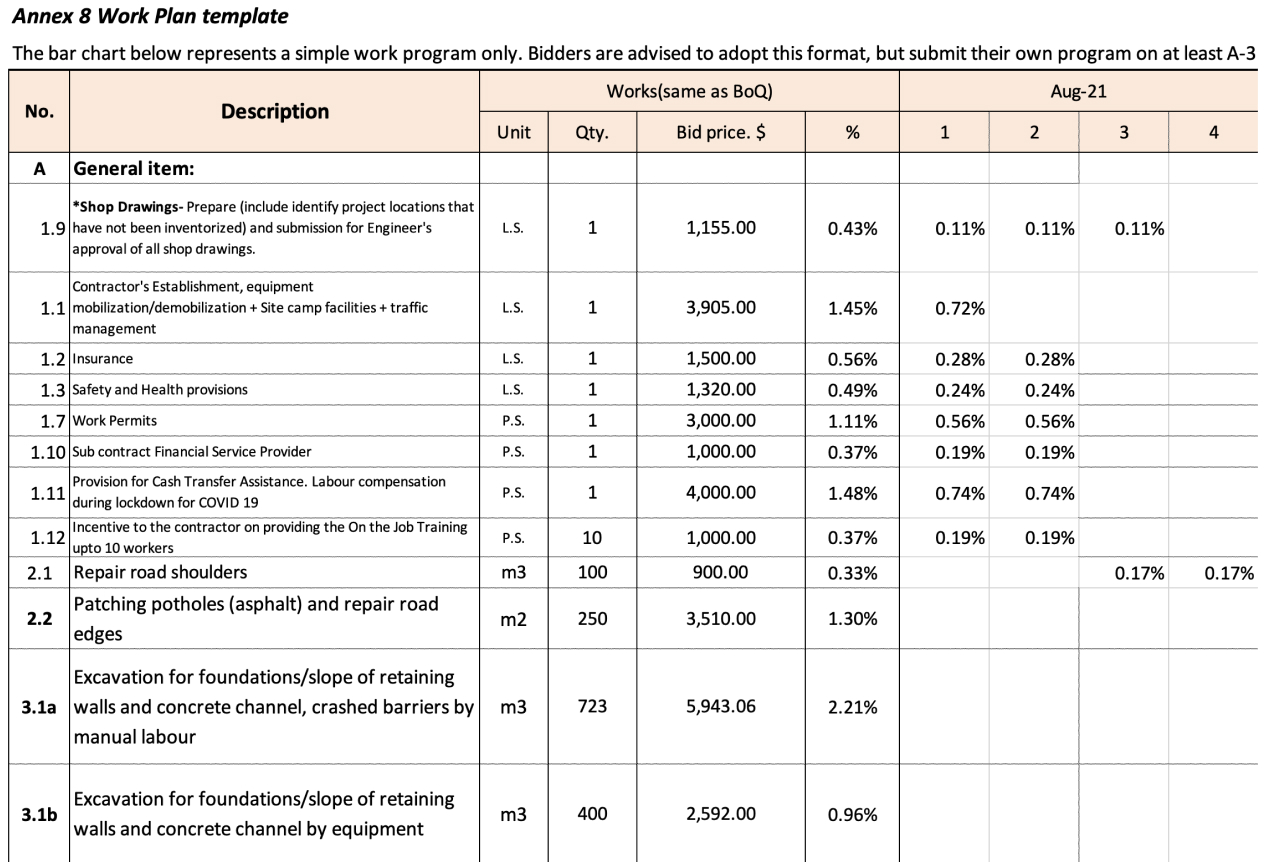 Annex 8 Work Plan template
The bar chart below represents a simple work program only. Bidders are advised to adopt this format, but submit their own program on at least A-3
No. Description Works(same as BoQ) Aug-21
Unit Qty. Bid price. $ % 1 2 3 4
A General item:
*Shop Drawings- Prepare (include identify project locations that
1.9 have not been inventorized) and submission for Engineer's L.S. 1 1,155.00 0.43% 0.11% 0.11% 0.11%
approval of all shop drawings.
Contractor's Establishment, equipment
1.1 mobilization/demobilization + Site camp facilities + traffic L.S. 1 3,905.00 1.45% 0.72%
management
1.2 Insurance L.S. 1 1,500.00 0.56% 0.28% 0.28%
1.3 Safety and Health provisions L.S. 1 1,320.00 0.49% 0.24% 0.24%
1.7 Work Permits P.S. 1 3,000.00 1.11% 0.56% 0.56%
1.10 Sub contract Financial Service Provider P.S. 1 1,000.00 0.37% 0.19% 0.19%
Provision for Cash Transfer Assistance. Labour compensation
1.11 during lockdown for COVID 19 P.S. 1 4,000.00 1.48% 0.74% 0.74%
Incentive to the contractor on providing the On the Job Training
1.12 upto 10 workers P.S. 10 1,000.00 0.37% 0.19% 0.19%
2.1 Repair road shoulders m3 100 900.00 0.33% 0.17% 0.17%
Patching potholes (asphalt) and repair road
2.2 edges m2 250 3,510.00 1.30%
Excavation for foundations/slope of retaining
3.1a walls and concrete channel, crashed barriers by m3 723 5,943.06 2.21%
manual labour
Excavation for foundations/slope of retaining
3.1b walls and concrete channel by equipment m3 400 2,592.00 0.96%